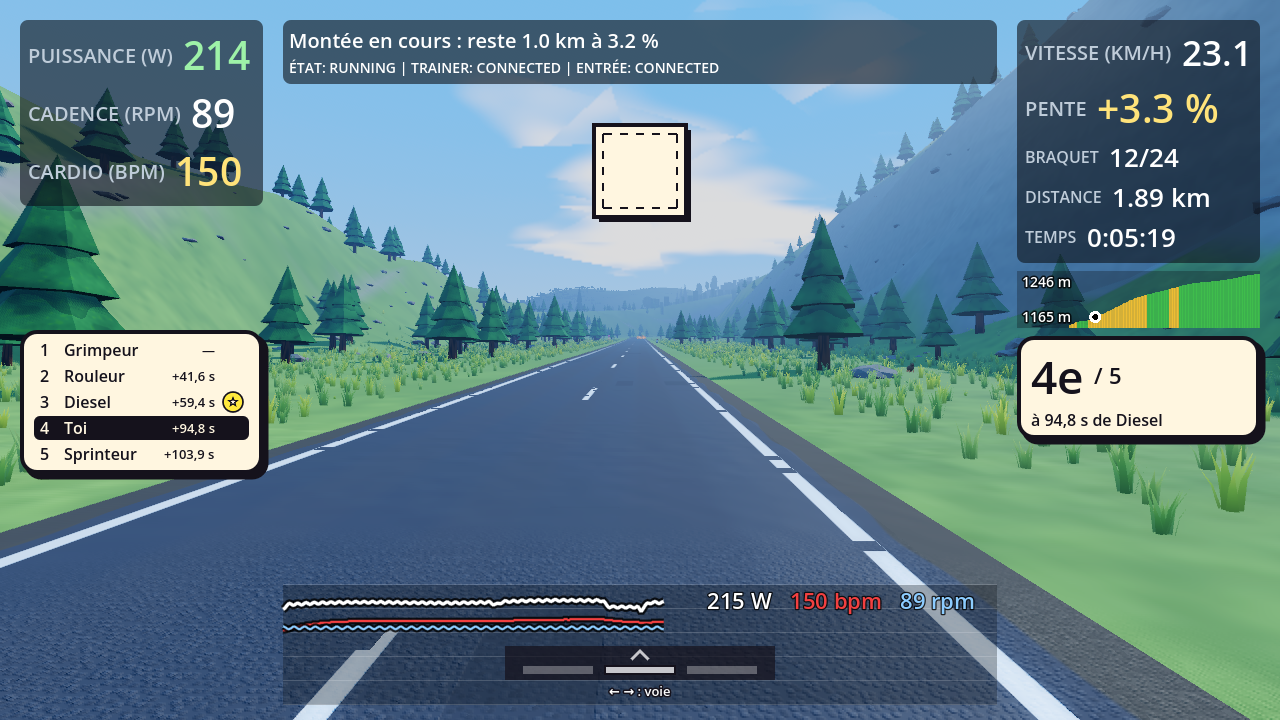 PUISSANCE (W) 214
CADENCE (RPM) 89
CARDIO (BPM) 150
Montée en cours : reste 1.0 km à 3.2 %
ÉTAT: RUNNING | TRAINER: CONNECTED | ENTRÉE: CONNECTED
VITESSE (KM/H) 23.1
PENTE +3.3 %
BRAQUET 12/24
DISTANCE 1.89 km
TEMPS 0:05:19
1246 m
1165 m
1 Grimpeur —
2 Rouleur +41,6 s
3 Diesel +59,4 s
4 Toi +94,8 s
5 Sprinteur +103,9 s
4e / 5
à 94,8 s de Diesel
215 W 150 bpm 89 rpm
← → : voie